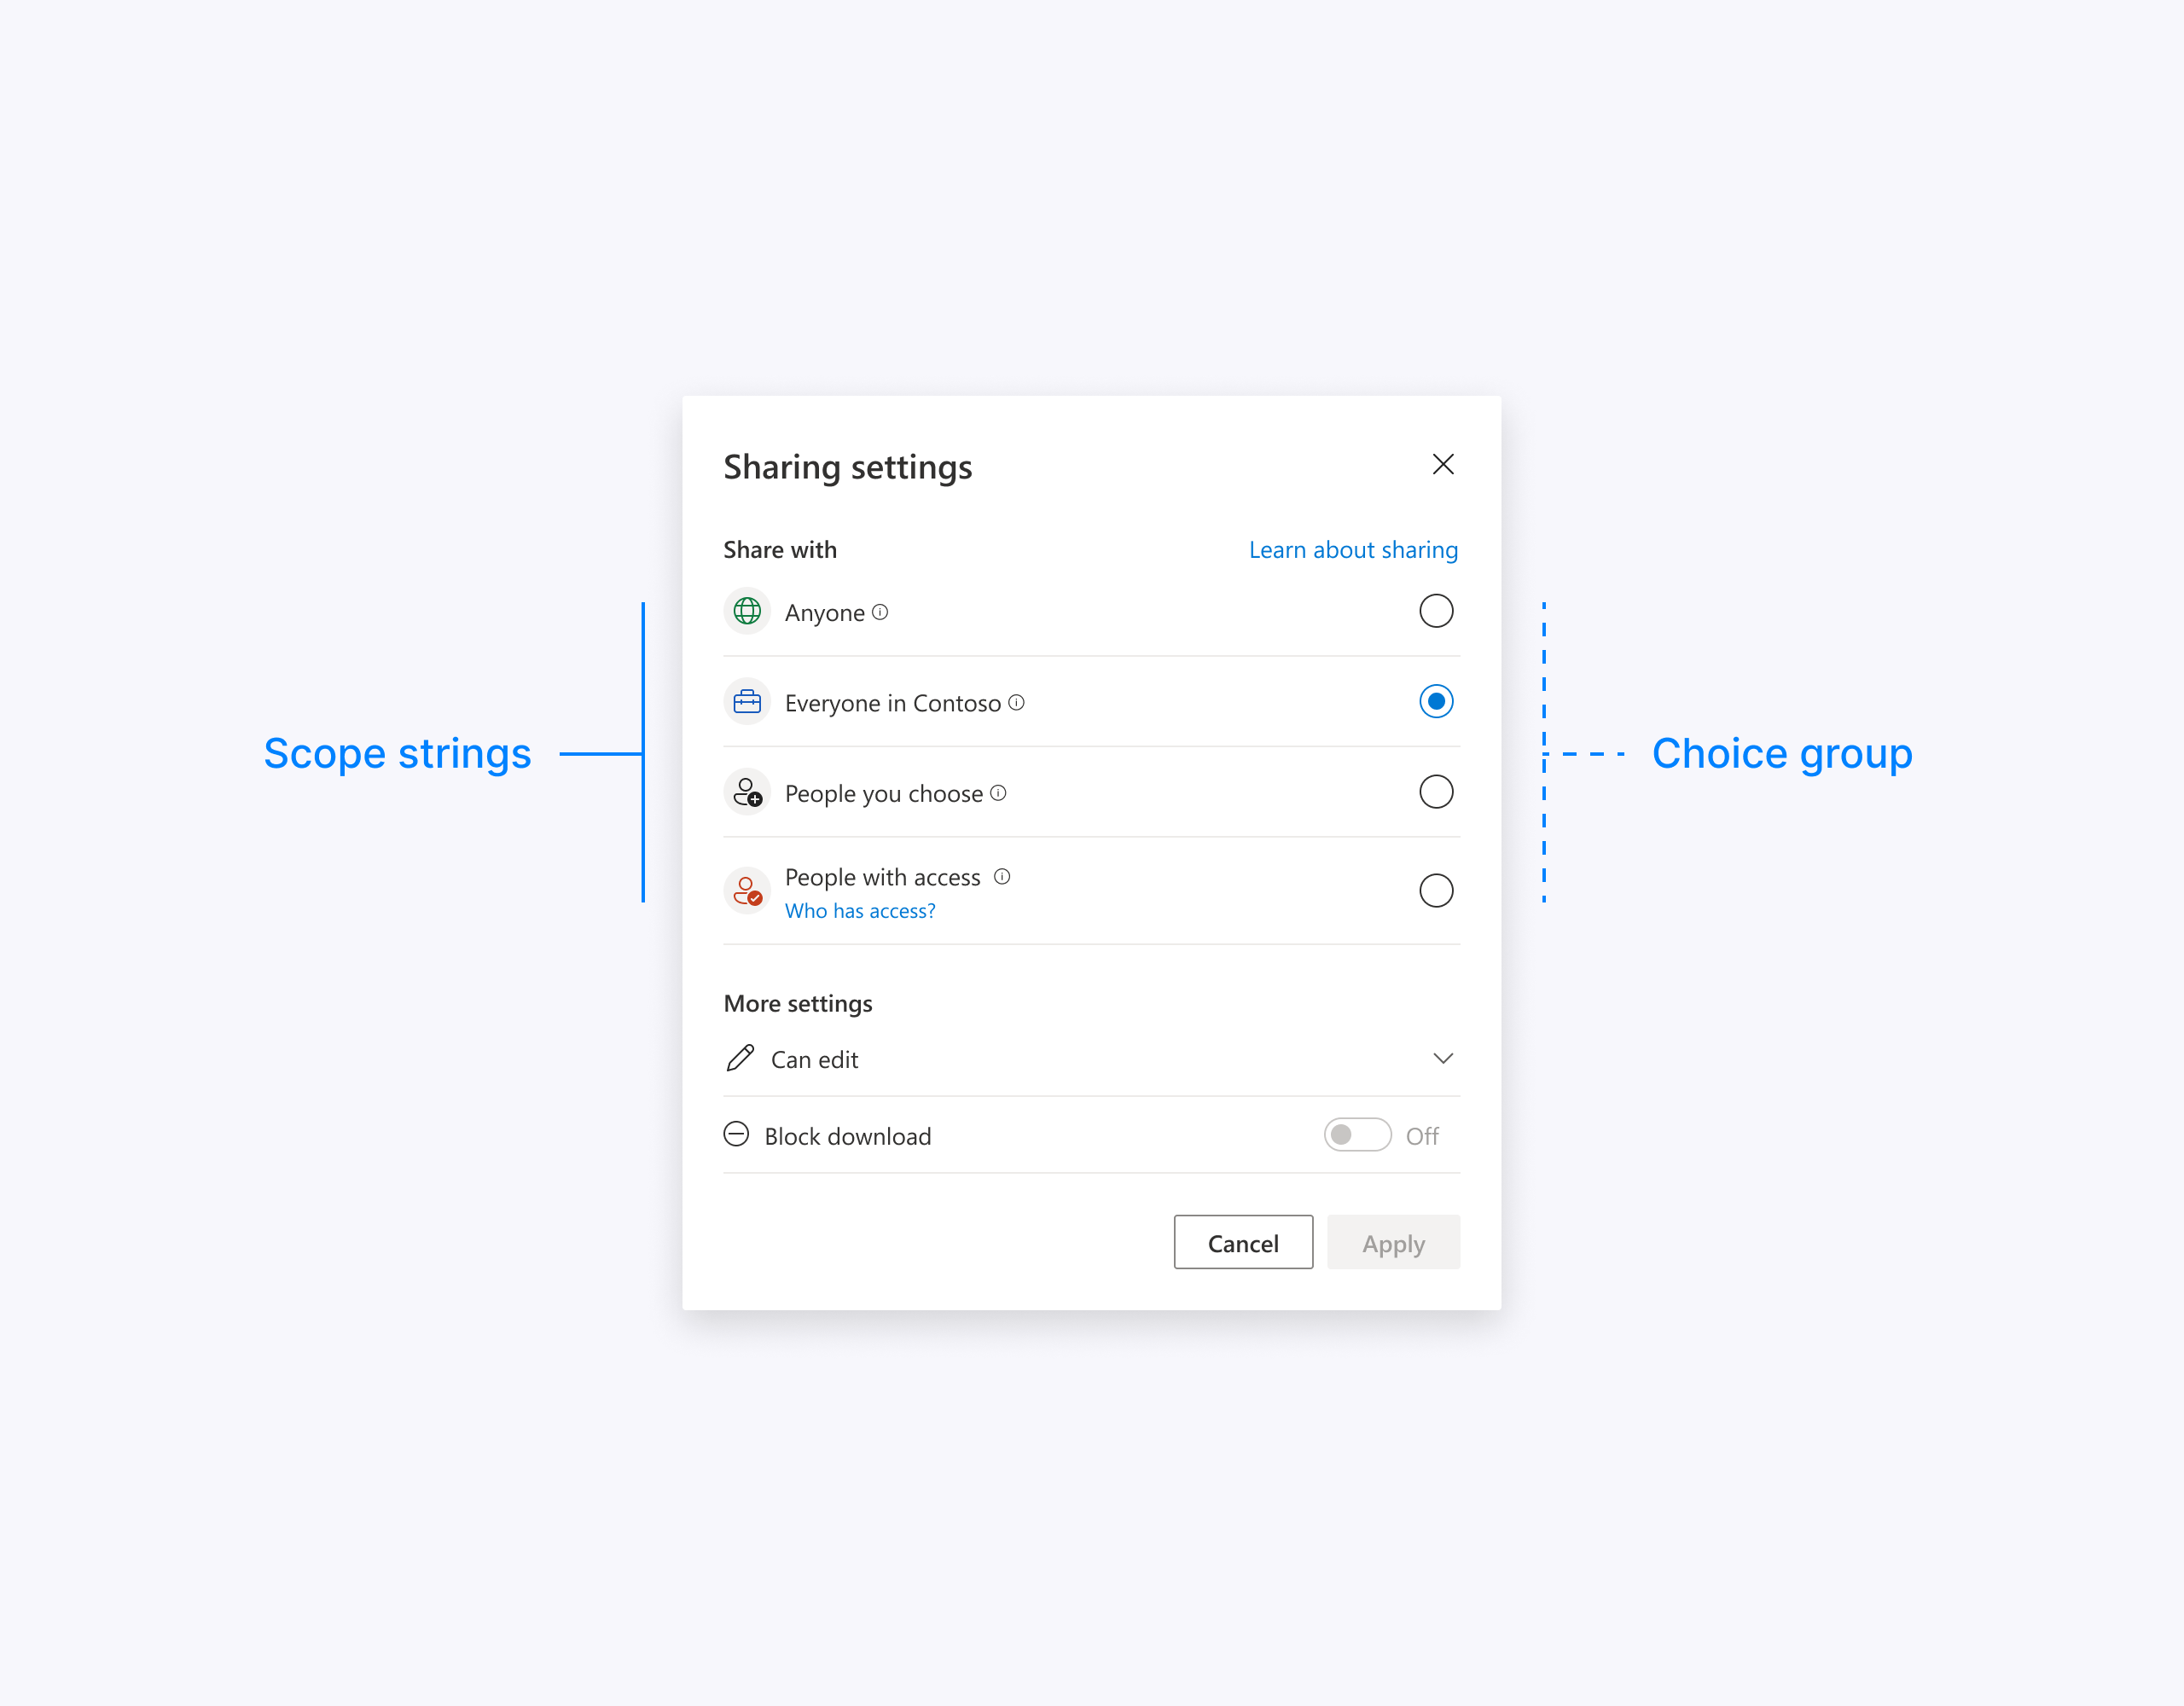 Sharing settings
Share with
Learn about sharing
Anyone
Everyone in Contoso
Scope strings
Choice group
People you choose
People with access
Who has access?
More settings
Can edit
Block download
Off
Cancel
Apply